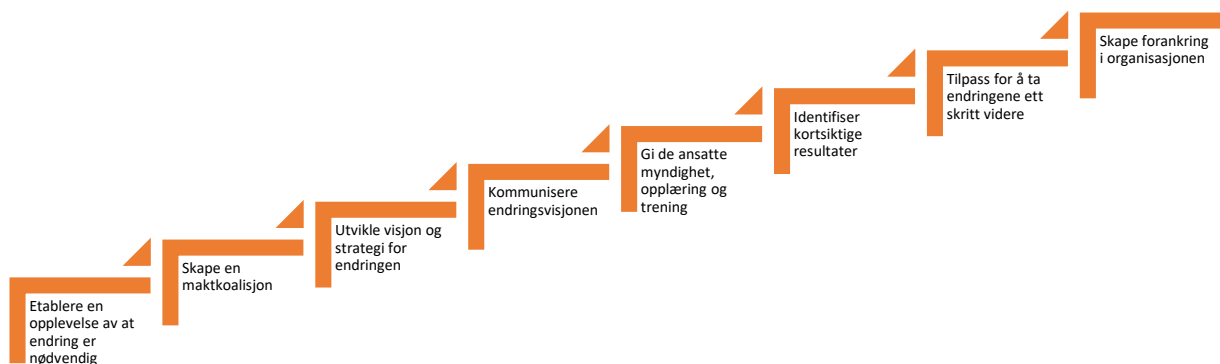 Etablere en
opplevelse av at
endring er
nødvendig
Skape en
maktkoalisjon
Utvikle visjon og
strategi for
endringen
Kommunisere
endringsvisjonen
Gi de ansatte
myndighet,
opplæring og
trening
Identifiser
kortsiktige
resultater
Tilpass for å ta
endringene ett
skritt videre
Skape forankring
i organisasjonen